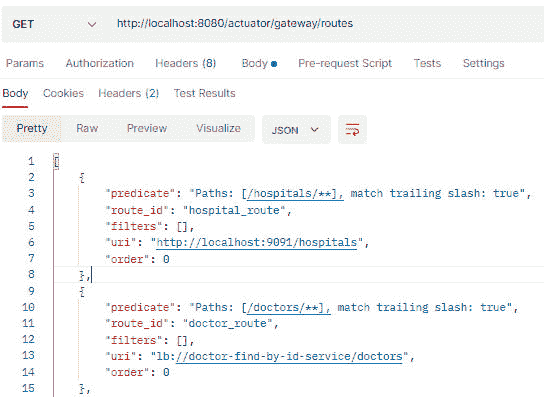 GET http://localhost:8080/actuator/gateway/routes
Params Authorization Headers (8) Body Pre-request Script Tests Settings
Body Cookies Headers (2) Test Results
Pretty Raw Preview Visualize JSON
1 [
2 {
3 "predicate": "Paths: [/hospitals/**], match trailing slash: true",
4 "route_id": "hospital_route",
5 "filters": [],
6 "uri": "http://localhost:9091/hospitals",
7 "order": 0
8 },
9 {
10 "predicate": "Paths: [/doctors/**], match trailing slash: true",
11 "route_id": "doctor_route",
12 "filters": [],
13 "uri": "lb://doctor-find-by-id-service/doctors",
14 "order": 0
15 },